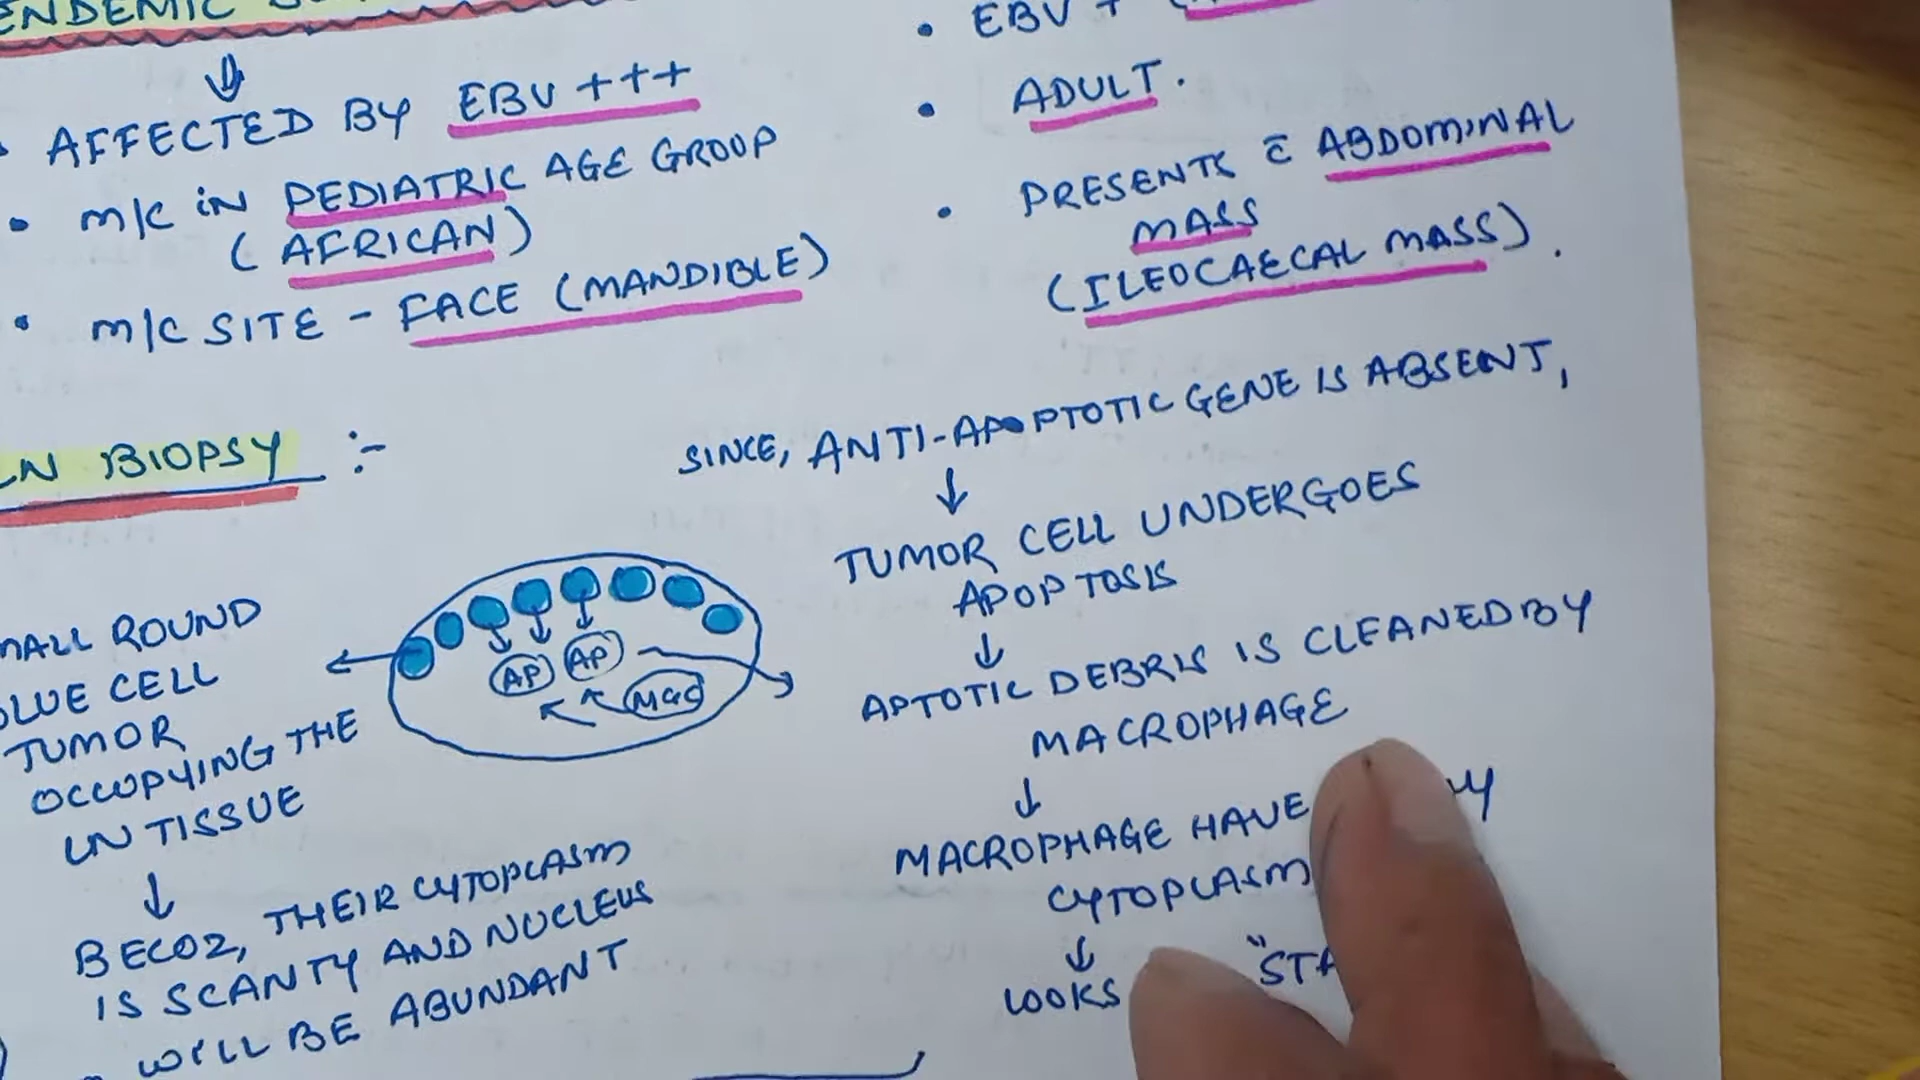 ENDEMIC
AFFECTED BY EBV +++
• M/C IN PEDIATRIC AGE GROUP
(AFRICAN)
• M/C SITE - FACE (MANDIBLE)
• EBV +
• ADULT.
• PRESENTS c̄ ABDOMINAL
MASS
(ILEOCAECAL MASS).
LN BIOPSY :-
SINCE, ANTI-APOPTOTIC GENE IS ABSENT,
↓
TUMOR CELL UNDERGOES
APOPTOSIS
↓
APTOTIC DEBRIS IS CLEANED BY
MACROPHAGE
↓
MACROPHAGE HAVE
CYTOPLASM
↓
LOOKS "STA
MALL ROUND
BLUE CELL
TUMOR
OCCUPYING THE
LN TISSUE
↓
BECOZ, THEIR CYTOPLASM
IS SCANTY AND NUCLEUS
WILL BE ABUNDANT
AP AP